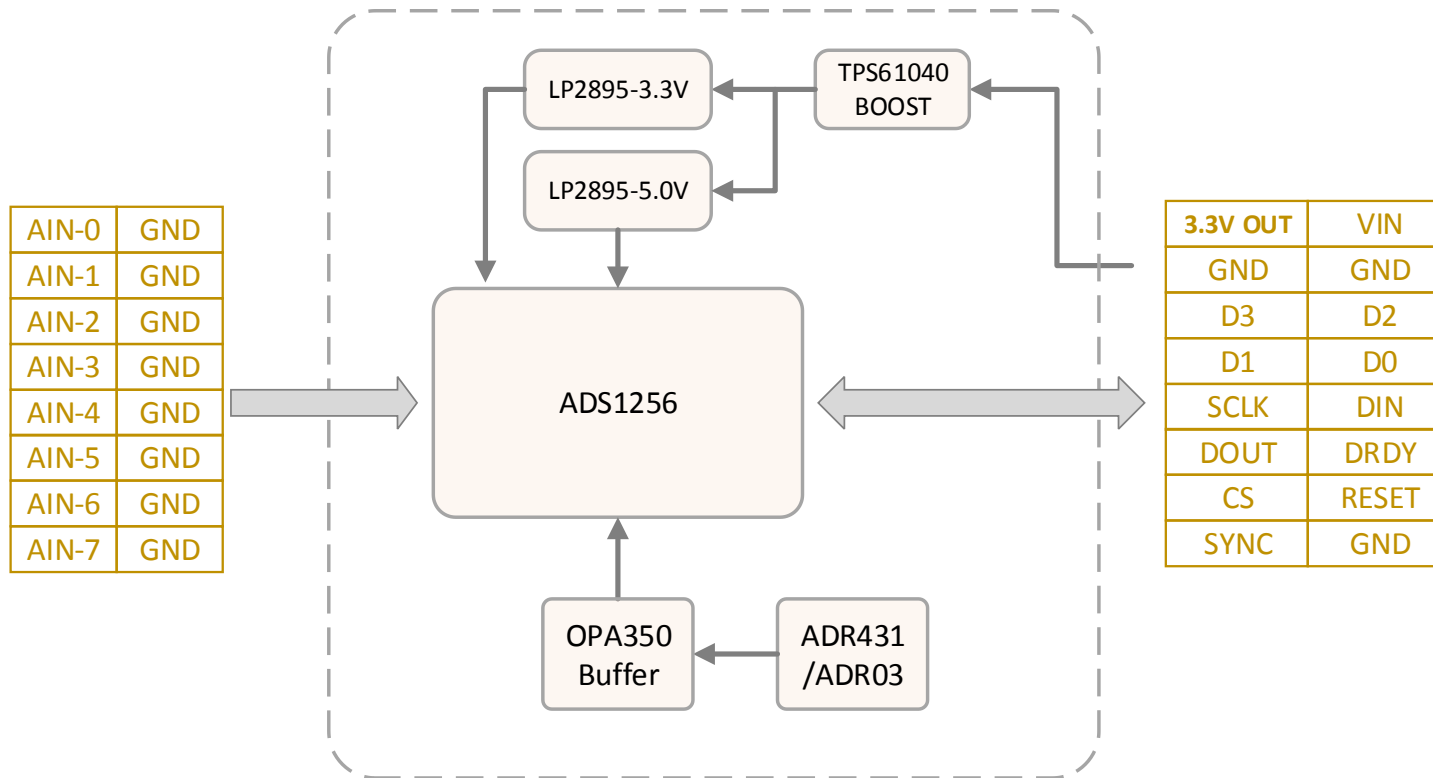 LP2895-3.3V
TPS61040
BOOST
LP2895-5.0V
AIN-0 GND
AIN-1 GND
AIN-2 GND
AIN-3 GND
AIN-4 GND
AIN-5 GND
AIN-6 GND
AIN-7 GND
ADS1256
3.3V OUT VIN
GND GND
D3 D2
D1 D0
SCLK DIN
DOUT DRDY
CS RESET
SYNC GND
OPA350
Buffer
ADR431
/ADR03